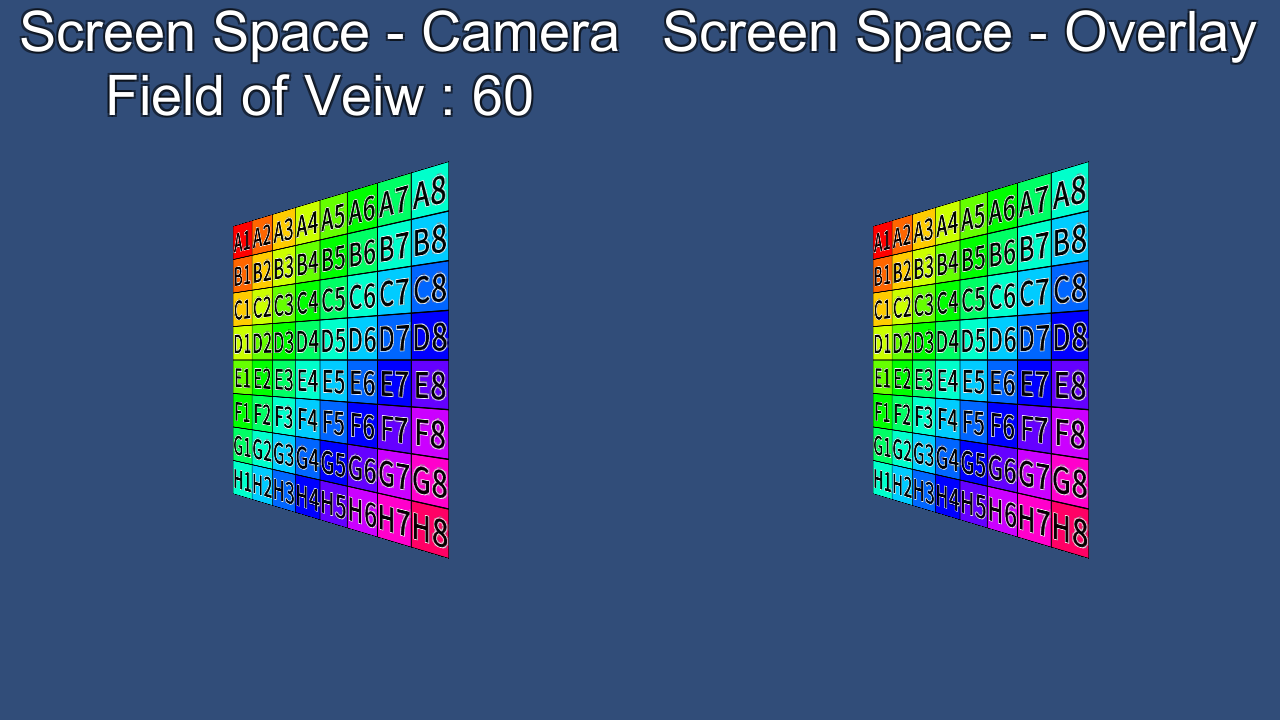 Screen Space - Camera
Field of Veiw : 60
A1 A2 A3 A4 A5 A6 A7 A8
B1 B2 B3 B4 B5 B6 B7 B8
C1 C2 C3 C4 C5 C6 C7 C8
D1 D2 D3 D4 D5 D6 D7 D8
E1 E2 E3 E4 E5 E6 E7 E8
F1 F2 F3 F4 F5 F6 F7 F8
G1 G2 G3 G4 G5 G6 G7 G8
H1 H2 H3 H4 H5 H6 H7 H8
Screen Space - Overlay
A1 A2 A3 A4 A5 A6 A7 A8
B1 B2 B3 B4 B5 B6 B7 B8
C1 C2 C3 C4 C5 C6 C7 C8
D1 D2 D3 D4 D5 D6 D7 D8
E1 E2 E3 E4 E5 E6 E7 E8
F1 F2 F3 F4 F5 F6 F7 F8
G1 G2 G3 G4 G5 G6 G7 G8
H1 H2 H3 H4 H5 H6 H7 H8